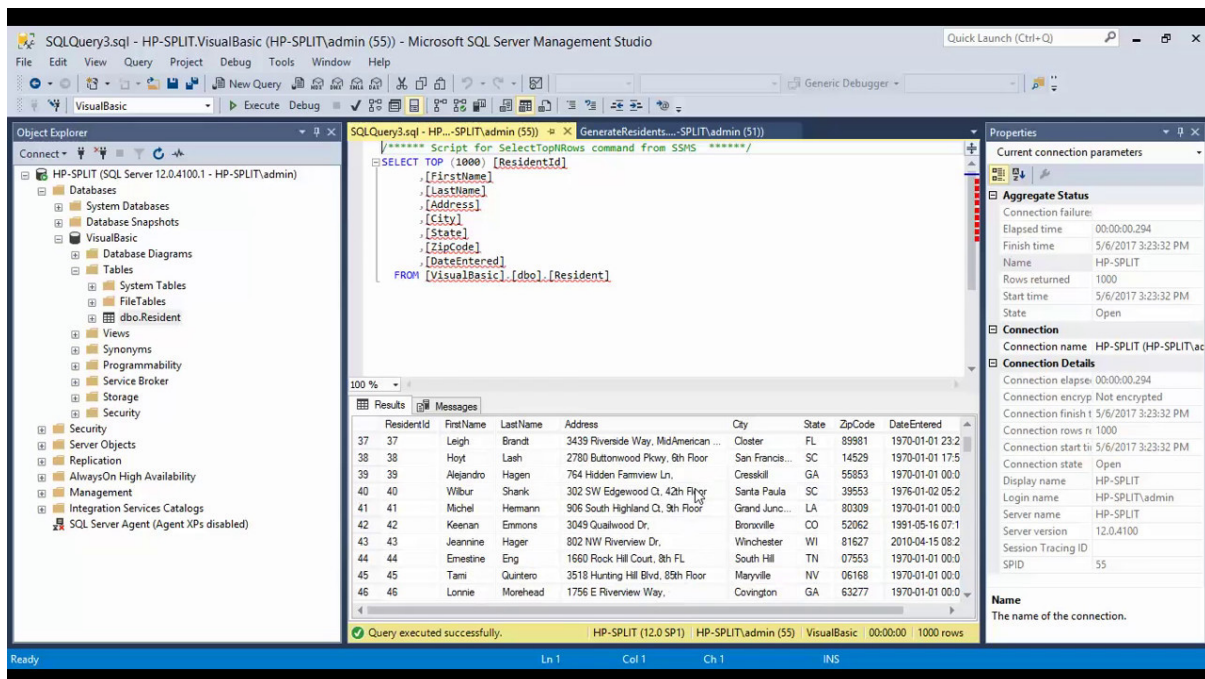 SQLQuery3.sql - HP-SPLIT.VisualBasic (HP-SPLIT\admin (55)) - Microsoft SQL Server Management Studio
Quick Launch (Ctrl+Q)
File Edit View Query Project Debug Tools Window Help
New Query
Generic Debugger
VisualBasic
Execute Debug
Object Explorer
Connect
HP-SPLIT (SQL Server 12.0.4100.1 - HP-SPLIT\admin)
Databases
System Databases
Database Snapshots
VisualBasic
Database Diagrams
Tables
System Tables
FileTables
dbo.Resident
Views
Synonyms
Programmability
Service Broker
Storage
Security
Security
Server Objects
Replication
AlwaysOn High Availability
Management
Integration Services Catalogs
SQL Server Agent (Agent XPs disabled)
SQLQuery3.sql - HP...-SPLIT\admin (55)) GenerateResidents....-SPLIT\admin (51))
/****** Script for SelectTopNRows command from SSMS ******/
SELECT TOP (1000) [ResidentId]
,[FirstName]
,[LastName]
,[Address]
,[City]
,[State]
,[ZipCode]
,[DateEntered]
FROM [VisualBasic].[dbo].[Resident]
100 %
Results Messages
ResidentId FirstName LastName Address City State ZipCode DateEntered
37 37 Leigh Brandt 3439 Riverside Way, MidAmerican ... Closter FL 89981 1970-01-01 23:2
38 38 Hoyt Lash 2780 Buttonwood Pkwy, 6th Floor San Francis... SC 14529 1970-01-01 17:5
39 39 Alejandro Hagen 764 Hidden Farmview Ln, Cresskill GA 55853 1970-01-01 00:0
40 40 Wilbur Shank 302 SW Edgewood Ct, 42th Floor Santa Paula SC 39553 1976-01-02 05:2
41 41 Michel Hermann 906 South Highland Ct, 9th Floor Grand Junc... LA 80309 1970-01-01 00:0
42 42 Keenan Emmons 3049 Quailwood Dr, Bronxville CO 52062 1991-05-16 07:1
43 43 Jeannine Hager 802 NW Riverview Dr, Winchester WI 81627 2010-04-15 08:2
44 44 Ernestine Eng 1660 Rock Hill Court, 8th FL South Hill TN 07553 1970-01-01 00:0
45 45 Tami Quintero 3518 Hunting Hill Blvd, 85th Floor Maryville NV 06168 1970-01-01 00:0
46 46 Lonnie Morehead 1756 E Riverview Way, Covington GA 63277 1970-01-01 00:0
Query executed successfully. HP-SPLIT (12.0 SP1) HP-SPLIT\admin (55) VisualBasic 00:00:00 1000 rows
Properties
Current connection parameters
Aggregate Status
Connection failure:
Elapsed time 00:00:00.294
Finish time 5/6/2017 3:23:32 PM
Name HP-SPLIT
Rows returned 1000
Start time 5/6/2017 3:23:32 PM
State Open
Connection
Connection name HP-SPLIT (HP-SPLIT\ac
Connection Details
Connection elapse 00:00:00.294
Connection encryp Not encrypted
Connection finish t 5/6/2017 3:23:32 PM
Connection rows re 1000
Connection start ti 5/6/2017 3:23:32 PM
Connection state Open
Display name HP-SPLIT
Login name HP-SPLIT\admin
Server name HP-SPLIT
Server version 12.0.4100
Session Tracing ID
SPID 55
Name
The name of the connection.
Ready Ln 1 Col 1 Ch 1 INS